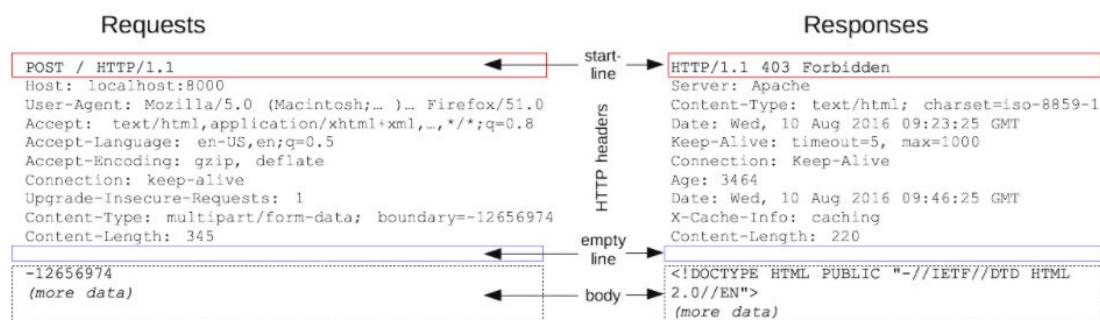 Requests
POST / HTTP/1.1
Host: localhost:8000
User-Agent: Mozilla/5.0 (Macintosh;… )… Firefox/51.0
Accept: text/html,application/xhtml+xml,…,*/*;q=0.8
Accept-Language: en-US,en;q=0.5
Accept-Encoding: gzip, deflate
Connection: keep-alive
Upgrade-Insecure-Requests: 1
Content-Type: multipart/form-data; boundary=-12656974
Content-Length: 345
-12656974
(more data)
start-
line
HTTP headers
empty
line
body
Responses
HTTP/1.1 403 Forbidden
Server: Apache
Content-Type: text/html; charset=iso-8859-1
Date: Wed, 10 Aug 2016 09:23:25 GMT
Keep-Alive: timeout=5, max=1000
Connection: Keep-Alive
Age: 3464
Date: Wed, 10 Aug 2016 09:46:25 GMT
X-Cache-Info: caching
Content-Length: 220
<!DOCTYPE HTML PUBLIC "-//IETF//DTD HTML
2.0//EN">
(more data)